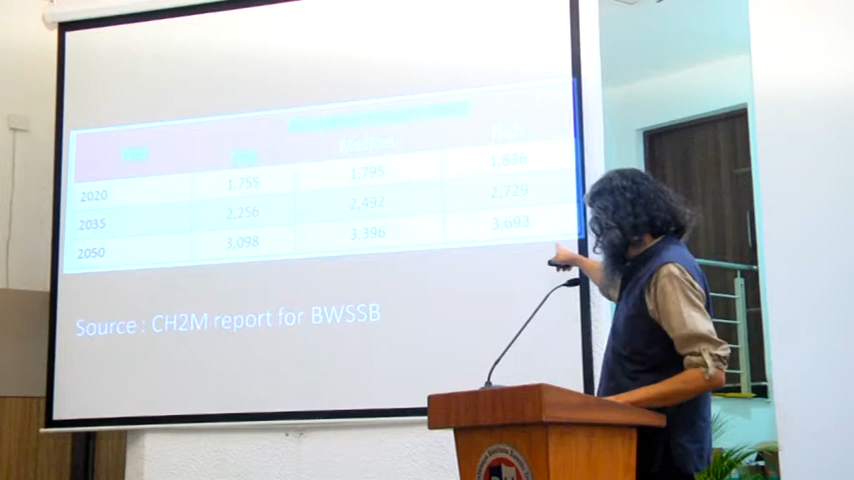 Medium High
2020 1,755 1,795 1,836
2035 2,256 2,492 2,729
2050 3,098 3,396 3,693
Source : CH2M report for BWSSB